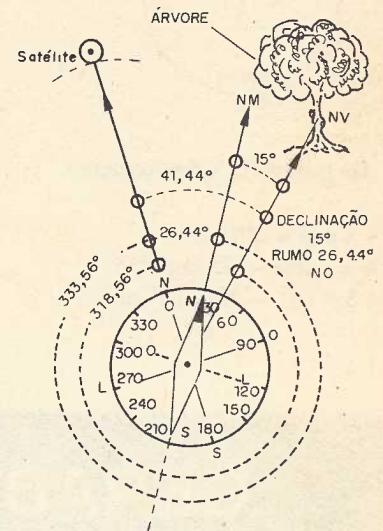 ÁRVORE
Satélite
NM
NV
15°
41,44°
26,44°
DECLINAÇÃO
15°
RUMO 26,44°
NO
333,56°
318,56°
N
0
N
30
330
60
300
O
90
O
270
L
L
120
240
150
210
S
180
S